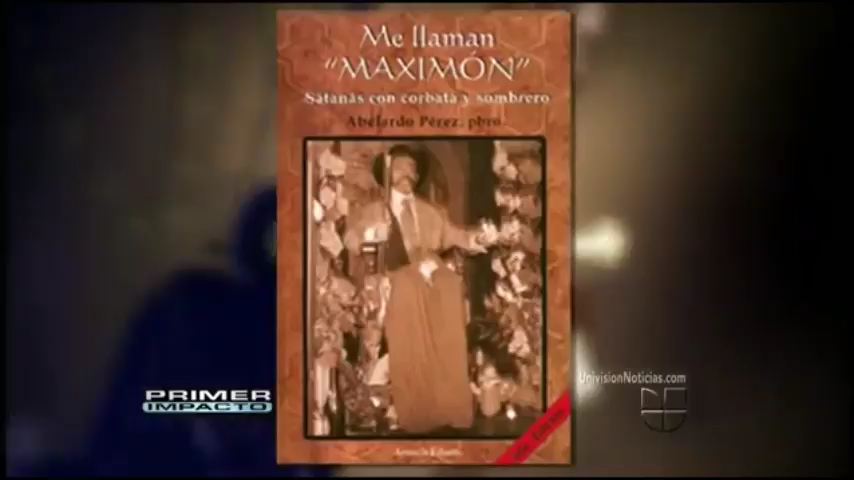 Me llaman
“MAXIMÓN”
Satanás con corbata y sombrero
Abelardo Pérez, pbro.
UnivisionNoticias.com
PRIMER
IMPACTO